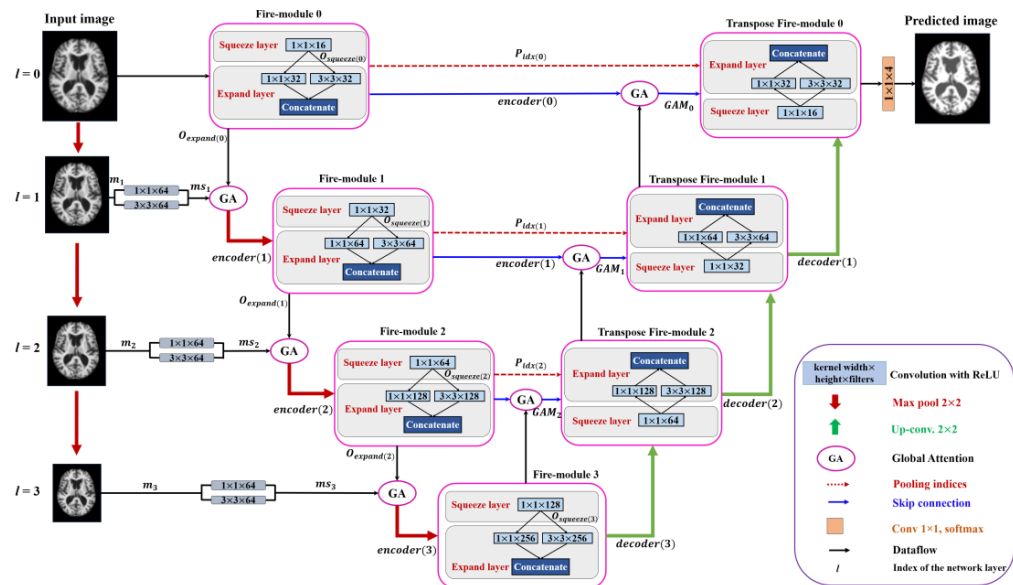 Input image
Fire-module 0
Transpose Fire-module 0
Predicted image
l = 0
Squeeze layer
1×1×16
O_squeeze(0)
Expand layer
1×1×32
3×3×32
Concatenate
P_idx(0)
encoder(0)
GA
GAM_0
Concatenate
Expand layer
1×1×32
3×3×32
Squeeze layer
1×1×16
1×1×4
O_expand(0)
l = 1
m_1
1×1×64
3×3×64
ms_1
GA
encoder(1)
Fire-module 1
Squeeze layer
1×1×32
O_squeeze(1)
Expand layer
1×1×64
3×3×64
Concatenate
P_idx(1)
encoder(1)
GA
GAM_1
Transpose Fire-module 1
Concatenate
Expand layer
1×1×64
3×3×64
Squeeze layer
1×1×32
decoder(1)
O_expand(1)
l = 2
m_2
1×1×64
3×3×64
ms_2
GA
encoder(2)
Fire-module 2
Squeeze layer
1×1×64
O_squeeze(2)
Expand layer
1×1×128
3×3×128
Concatenate
P_idx(2)
GA
GAM_2
Transpose Fire-module 2
Concatenate
Expand layer
1×1×128
3×3×128
Squeeze layer
1×1×64
decoder(2)
O_expand(2)
l = 3
m_3
1×1×64
3×3×64
ms_3
GA
encoder(3)
Fire-module 3
Squeeze layer
1×1×128
O_squeeze(3)
Expand layer
1×1×256
3×3×256
Concatenate
decoder(3)
kernel width×
height×filters
Convolution with ReLU
Max pool 2×2
Up-conv. 2×2
GA
Global Attention
Pooling indices
Skip connection
Conv 1×1, softmax
Dataflow
l
Index of the network layer